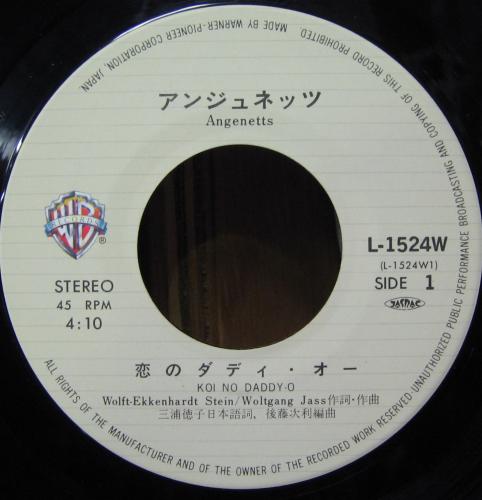 MADE BY WARNER-PIONEER CORPORATION, JAPAN.
ALL RIGHTS OF THE MANUFACTURER AND OF THE OWNER OF THE RECORDED WORK RESERVED·UNAUTHORIZED PUBLIC PERFORMANCE BROADCASTING AND COPYING OF THIS RECORD PROHIBITED
アンジュネッツ
Angenetts
WB
RECORDS
®
L-1524W
(L-1524W1)
STEREO
SIDE 1
45 RPM
JASRAC
4:10
恋のダディ・オー
KOI NO DADDY-O
Wolft-Ekkenhardt Stein/Woltgang Jass作詞・作曲
三浦徳子日本語詞、後藤次利編曲